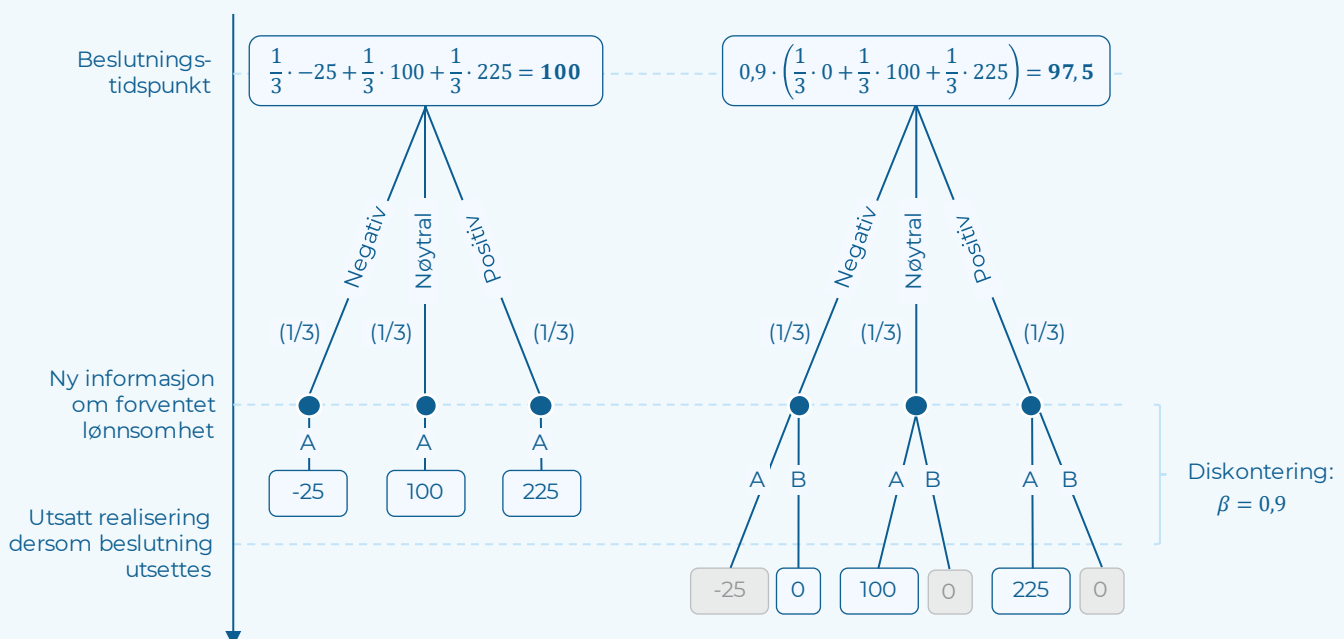 Beslutnings-
tidspunkt
1/3 · −25 + 1/3 · 100 + 1/3 · 225 = 100
0,9 · (1/3 · 0 + 1/3 · 100 + 1/3 · 225) = 97,5
Negativ
Nøytral
Positiv
Negativ
Nøytral
Positiv
(1/3)
(1/3)
(1/3)
(1/3)
(1/3)
(1/3)
Ny informasjon
om forventet
lønnsomhet
A
A
A
-25
100
225
A
B
A
B
A
B
Diskontering:
β = 0,9
Utsatt realisering
dersom beslutning
utsettes
-25
0
100
0
225
0